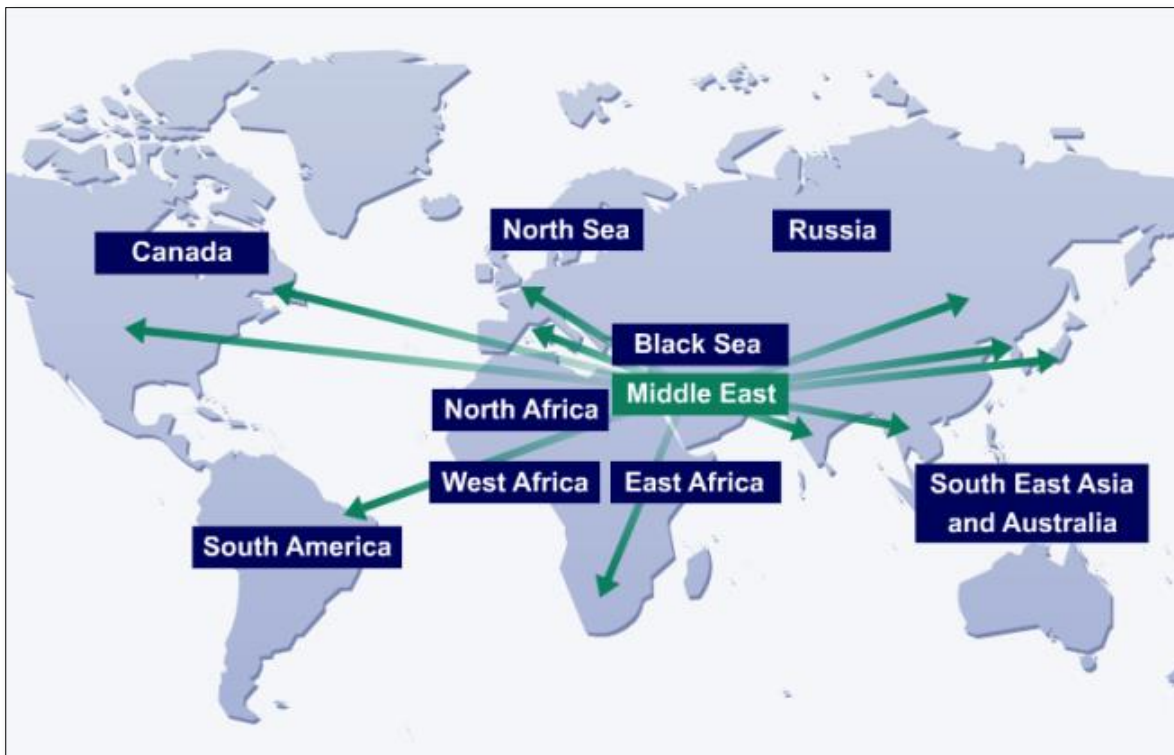 North Sea
Russia
Canada
Black Sea
Middle East
North Africa
West Africa
East Africa
South East Asia
and Australia
South America